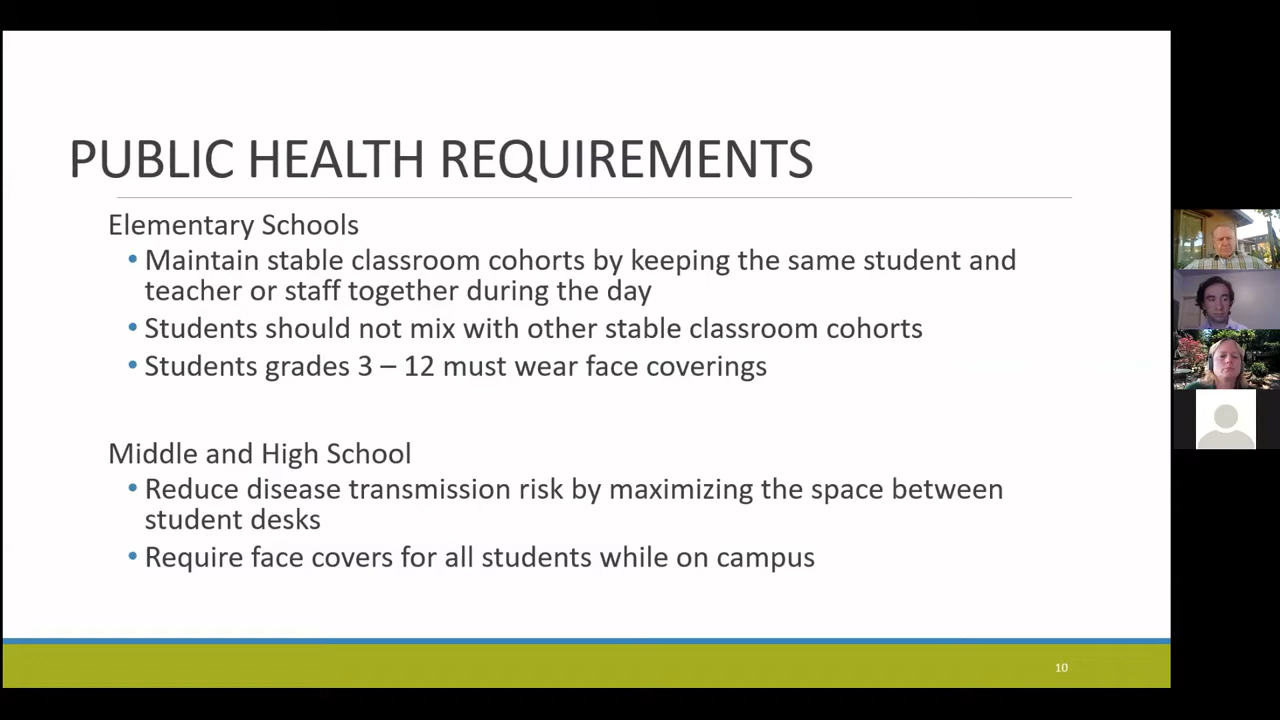 PUBLIC HEALTH REQUIREMENTS
Elementary Schools
• Maintain stable classroom cohorts by keeping the same student and
teacher or staff together during the day
• Students should not mix with other stable classroom cohorts
• Students grades 3 – 12 must wear face coverings
Middle and High School
• Reduce disease transmission risk by maximizing the space between
student desks
• Require face covers for all students while on campus
10